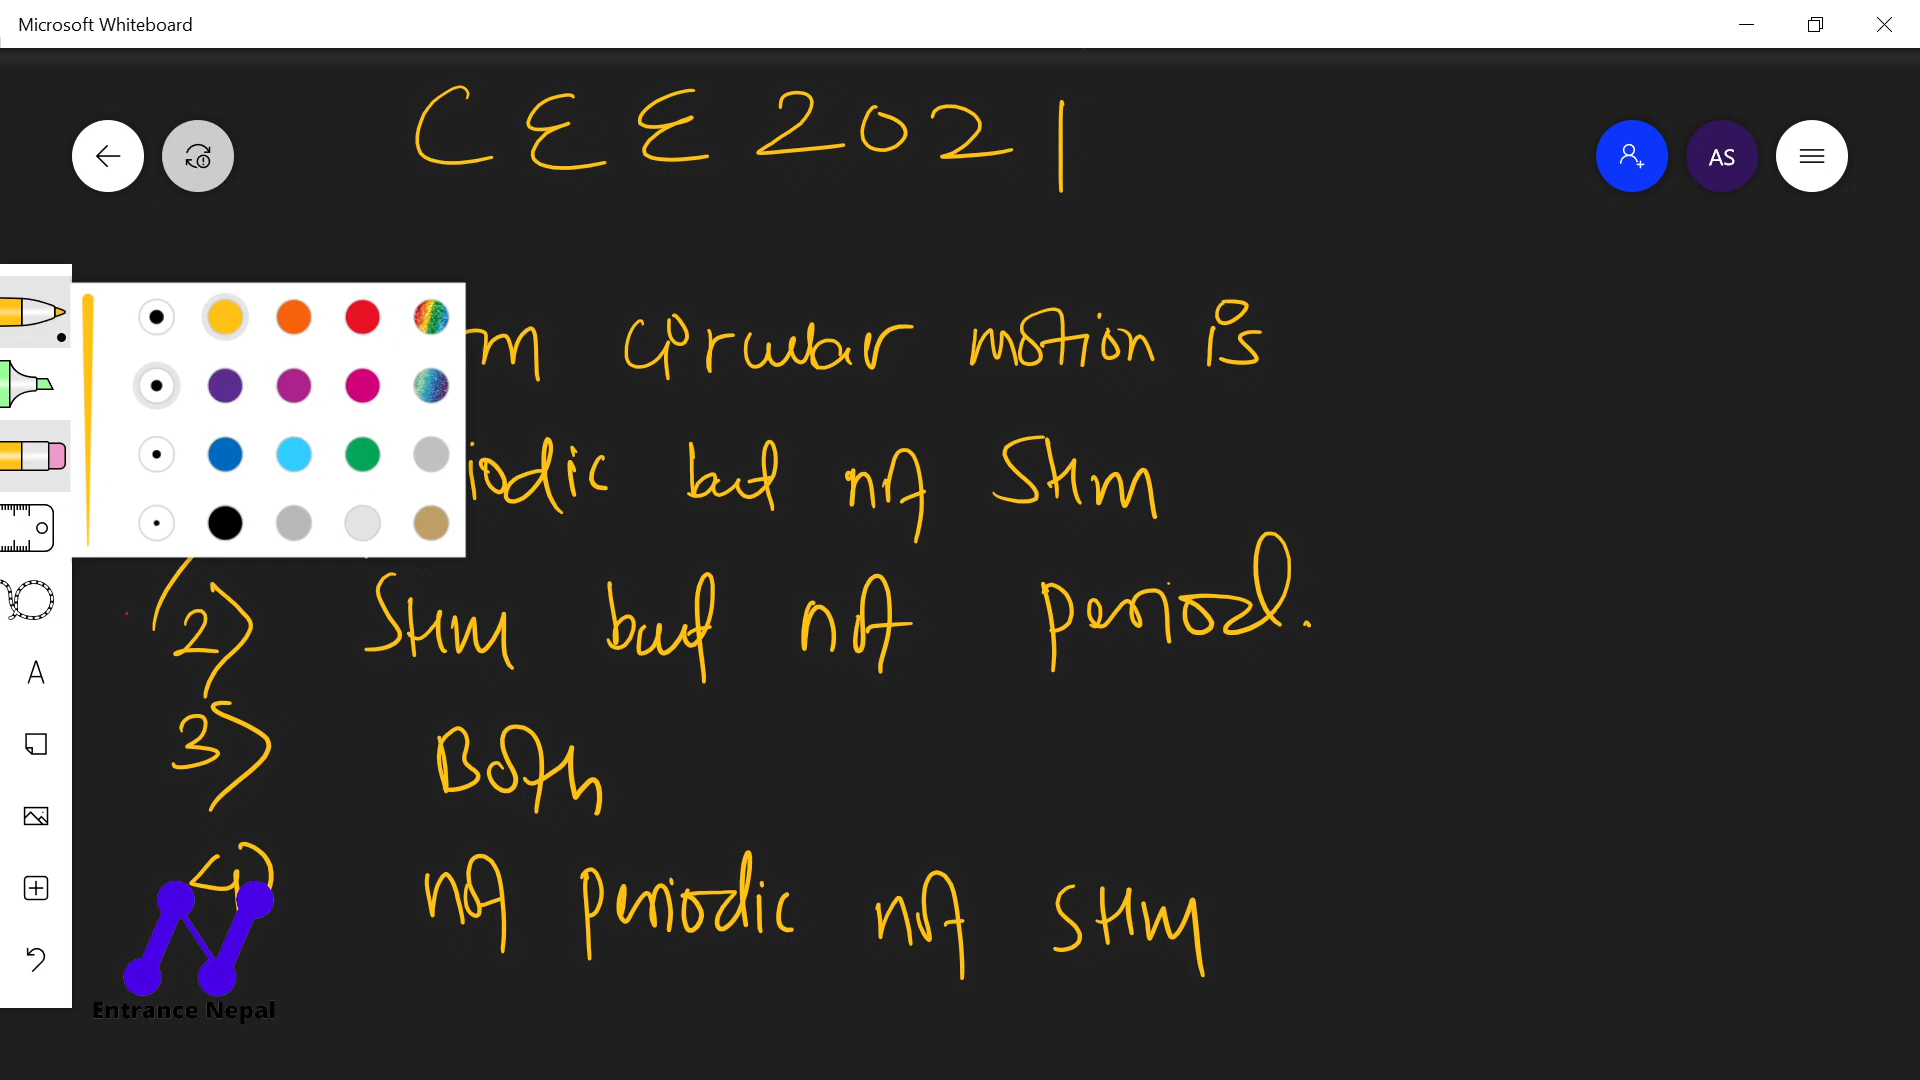 Microsoft Whiteboard
CEE 2021
AS
m circular motion is
iodic but not SHM
2) SHM but not period.
3) Both
4) not periodic not SHM
A
Entrance Nepal